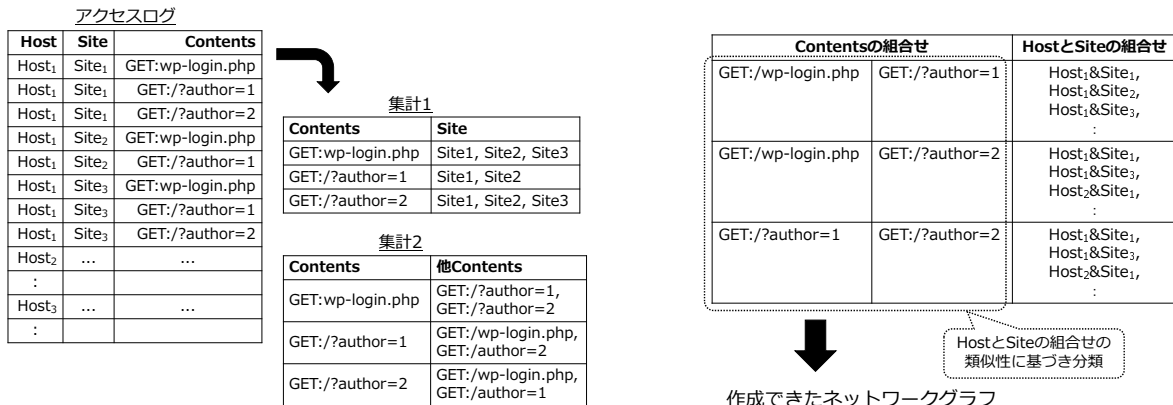 アクセスログ
Host Site Contents
Host₁ Site₁ GET:wp-login.php
Host₁ Site₁ GET:/?author=1
Host₁ Site₁ GET:/?author=2
Host₁ Site₂ GET:wp-login.php
Host₁ Site₂ GET:/?author=1
Host₁ Site₃ GET:wp-login.php
Host₁ Site₃ GET:/?author=1
Host₁ Site₃ GET:/?author=2
Host₂ ... ...
:
Host₃ ... ...
:
集計1
Contents Site
GET:wp-login.php Site1, Site2, Site3
GET:/?author=1 Site1, Site2
GET:/?author=2 Site1, Site2, Site3
集計2
Contents 他Contents
GET:wp-login.php GET:/?author=1,
GET:/?author=2
GET:/?author=1 GET:/wp-login.php,
GET:/author=2
GET:/?author=2 GET:/wp-login.php,
GET:/author=1
Contentsの組合せ HostとSiteの組合せ
GET:/wp-login.php GET:/?author=1 Host₁&Site₁,
Host₁&Site₂,
Host₁&Site₃,
:
GET:/wp-login.php GET:/?author=2 Host₁&Site₁,
Host₁&Site₃,
Host₂&Site₁,
:
GET:/?author=1 GET:/?author=2 Host₁&Site₁,
Host₁&Site₃,
Host₂&Site₁,
:
HostとSiteの組合せの
類似性に基づき分類
作成できたネットワークグラフ